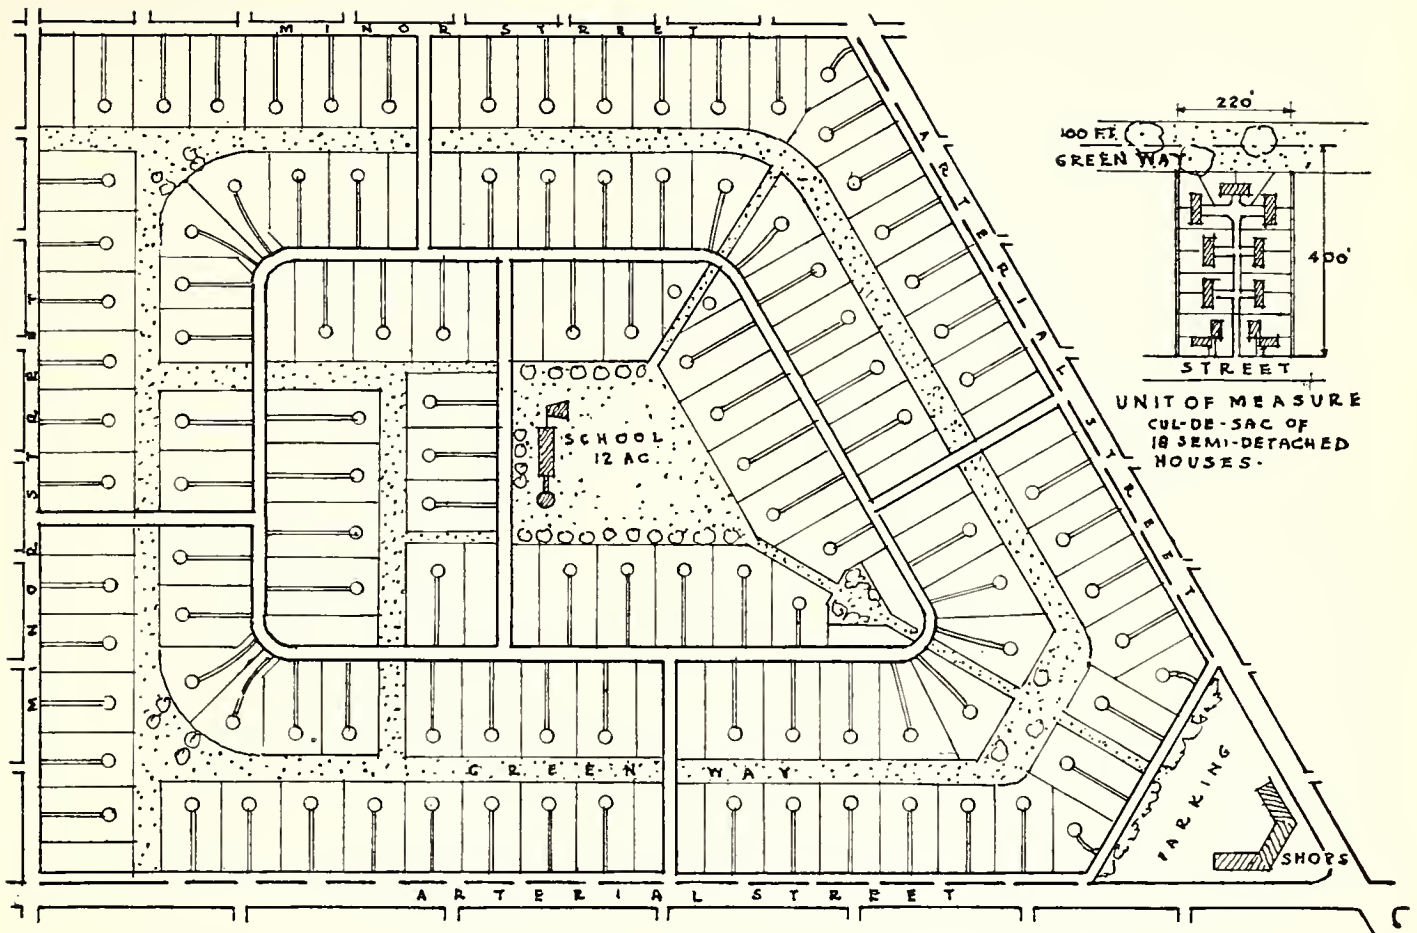 MINOR STREET
ARTERIAL STREET
220'
100 FT.
GREEN WAY
400'
STREET
UNIT OF MEASURE
CUL-DE-SAC OF
18 SEMI-DETACHED
HOUSES.
MINOR STREET
SCHOOL
12 AC
GREEN WAY
PARKING
SHOPS
ARTERIAL STREET